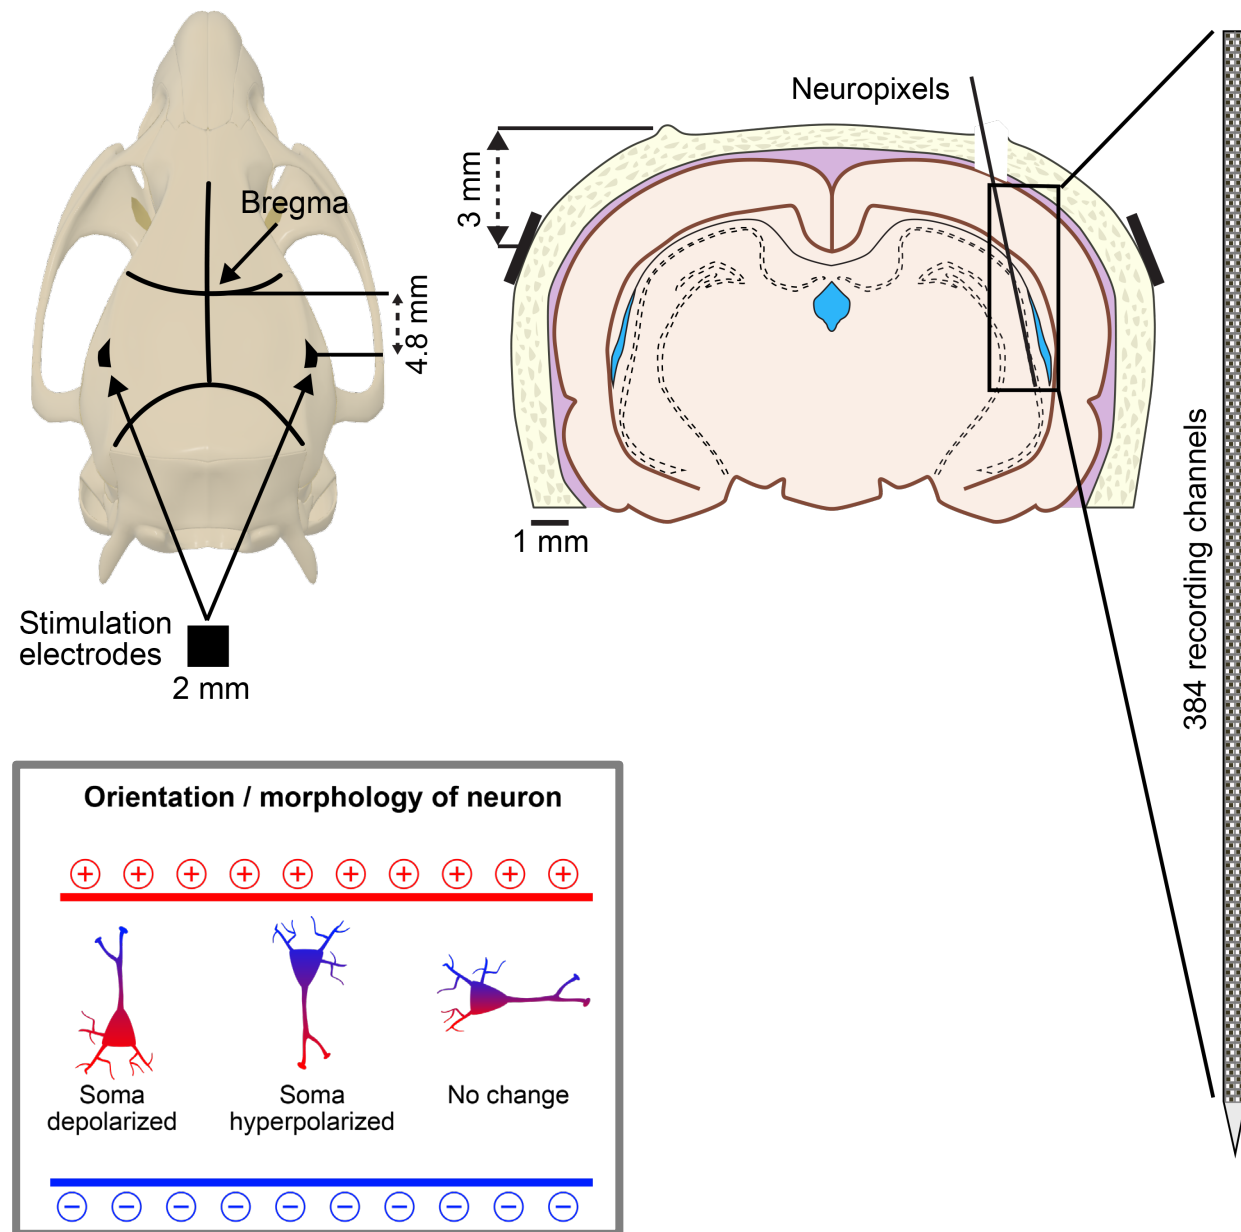 Bregma
4.8 mm
Stimulation
electrodes
2 mm
Neuropixels
3 mm
1 mm
384 recording channels
Orientation / morphology of neuron
+ + + + + + + + + +
Soma
depolarized
Soma
hyperpolarized
No change
− − − − − − − − − −